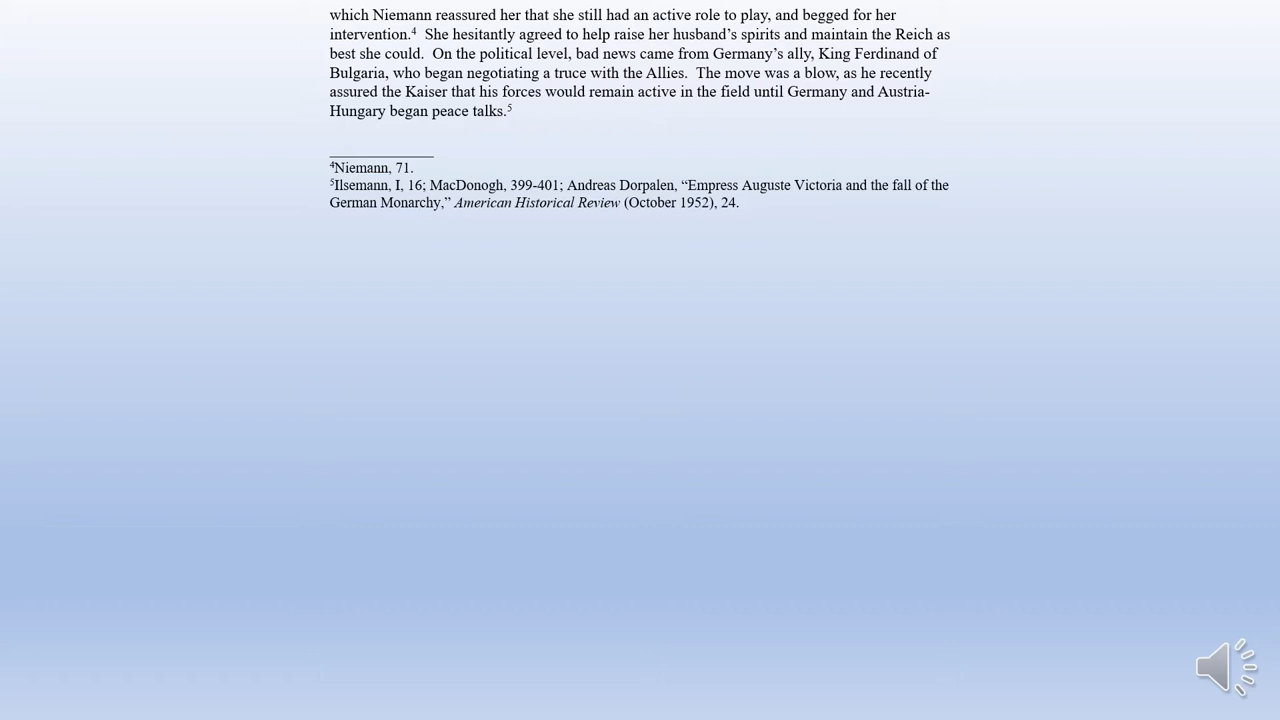 which Niemann reassured her that she still had an active role to play, and begged for her
intervention.⁴  She hesitantly agreed to help raise her husband’s spirits and maintain the Reich as
best she could.  On the political level, bad news came from Germany’s ally, King Ferdinand of
Bulgaria, who began negotiating a truce with the Allies.  The move was a blow, as he recently
assured the Kaiser that his forces would remain active in the field until Germany and Austria-
Hungary began peace talks.⁵
⁴Niemann, 71.
⁵Ilsemann, I, 16; MacDonogh, 399-401; Andreas Dorpalen, “Empress Auguste Victoria and the fall of the
German Monarchy,” American Historical Review (October 1952), 24.